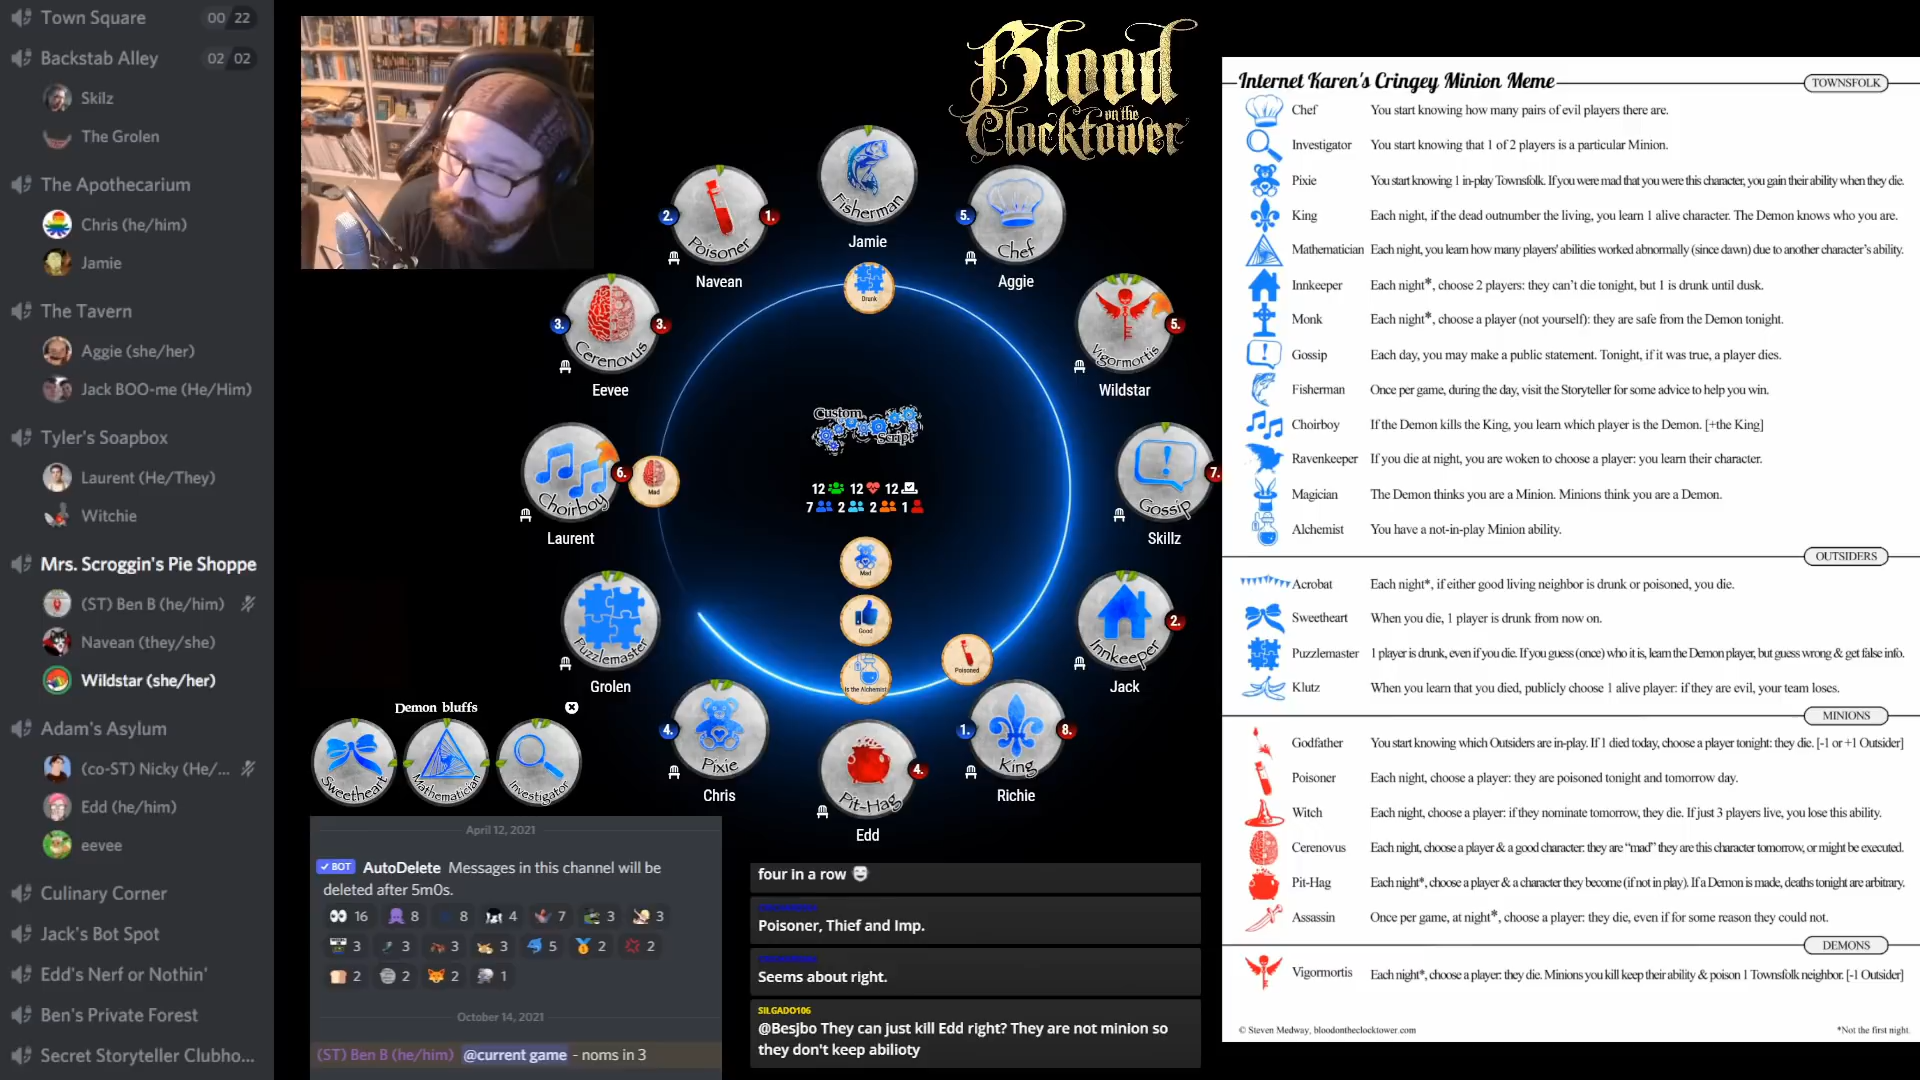 Town Square
00 22
Backstab Alley
02 02
Skilz
The Grolen
The Apothecarium
Chris (he/him)
Jamie
The Tavern
Aggie (she/her)
Jack BOO-me (He/Him)
Tyler's Soapbox
Laurent (He/They)
Witchie
Mrs. Scroggin's Pie Shoppe
(ST) Ben B (he/him)
Navean (they/she)
Wildstar (she/her)
Adam's Asylum
(co-ST) Nicky (He/...
Edd (he/him)
eevee
Culinary Corner
Jack's Bot Spot
Edd's Nerf or Nothin'
Ben's Private Forest
Secret Storyteller Clubho...
Blood
on the
Clocktower
Fisherman
Jamie
Drunk
5.
Chef
Aggie
Vigormortis
5.
Wildstar
Gossip
7.
Skillz
Innkeeper
2.
Jack
1.
King
8.
Richie
Poisoned
Pit-Hag
4.
Edd
4.
Pixie
Chris
Puzzlemaster
Grolen
Choirboy
6.
Mad
Laurent
3.
Cerenovus
3.
Eevee
2.
Poisoner
1.
Navean
Custom
Script
12 12 12
7 2 2 1
Mad
Good
Is the Alchemist
Demon bluffs
Sweetheart
Mathematician
Investigator
April 12, 2021
BOT AutoDelete Messages in this channel will be
deleted after 5m0s.
16 8 8 4 7 3 3
3 3 3 3 5 2 2
2 2 2 1
October 14, 2021
(ST) Ben B (he/him) @current game - noms in 3
four in a row
Poisoner, Thief and Imp.
Seems about right.
SILGADO106
@Besjbo They can just kill Edd right? They are not minion so
they don't keep abilioty
Internet Karen's Cringey Minion Meme
TOWNSFOLK
Chef You start knowing how many pairs of evil players there are.
Investigator You start knowing that 1 of 2 players is a particular Minion.
Pixie You start knowing 1 in-play Townsfolk. If you were mad that you were this character, you gain their ability when they die.
King Each night, if the dead outnumber the living, you learn 1 alive character. The Demon knows who you are.
Mathematician Each night, you learn how many players' abilities worked abnormally (since dawn) due to another character's ability.
Innkeeper Each night*, choose 2 players: they can't die tonight, but 1 is drunk until dusk.
Monk Each night*, choose a player (not yourself): they are safe from the Demon tonight.
Gossip Each day, you may make a public statement. Tonight, if it was true, a player dies.
Fisherman Once per game, during the day, visit the Storyteller for some advice to help you win.
Choirboy If the Demon kills the King, you learn which player is the Demon. [+the King]
Ravenkeeper If you die at night, you are woken to choose a player: you learn their character.
Magician The Demon thinks you are a Minion. Minions think you are a Demon.
Alchemist You have a not-in-play Minion ability.
OUTSIDERS
Acrobat Each night*, if either good living neighbor is drunk or poisoned, you die.
Sweetheart When you die, 1 player is drunk from now on.
Puzzlemaster 1 player is drunk, even if you die. If you guess (once) who it is, learn the Demon player, but guess wrong & get false info.
Klutz When you learn that you died, publicly choose 1 alive player: if they are evil, your team loses.
MINIONS
Godfather You start knowing which Outsiders are in-play. If 1 died today, choose a player tonight: they die. [-1 or +1 Outsider]
Poisoner Each night, choose a player: they are poisoned tonight and tomorrow day.
Witch Each night, choose a player: if they nominate tomorrow, they die. If just 3 players live, you lose this ability.
Cerenovus Each night, choose a player & a good character: they are “mad” they are this character tomorrow, or might be executed.
Pit-Hag Each night*, choose a player & a character they become (if not in play). If a Demon is made, deaths tonight are arbitrary.
Assassin Once per game, at night*, choose a player: they die, even if for some reason they could not.
DEMONS
Vigormortis Each night*, choose a player: they die. Minions you kill keep their ability & poison 1 Townsfolk neighbor. [-1 Outsider]
© Steven Medway, bloodontheclocktower.com
*Not the first night.